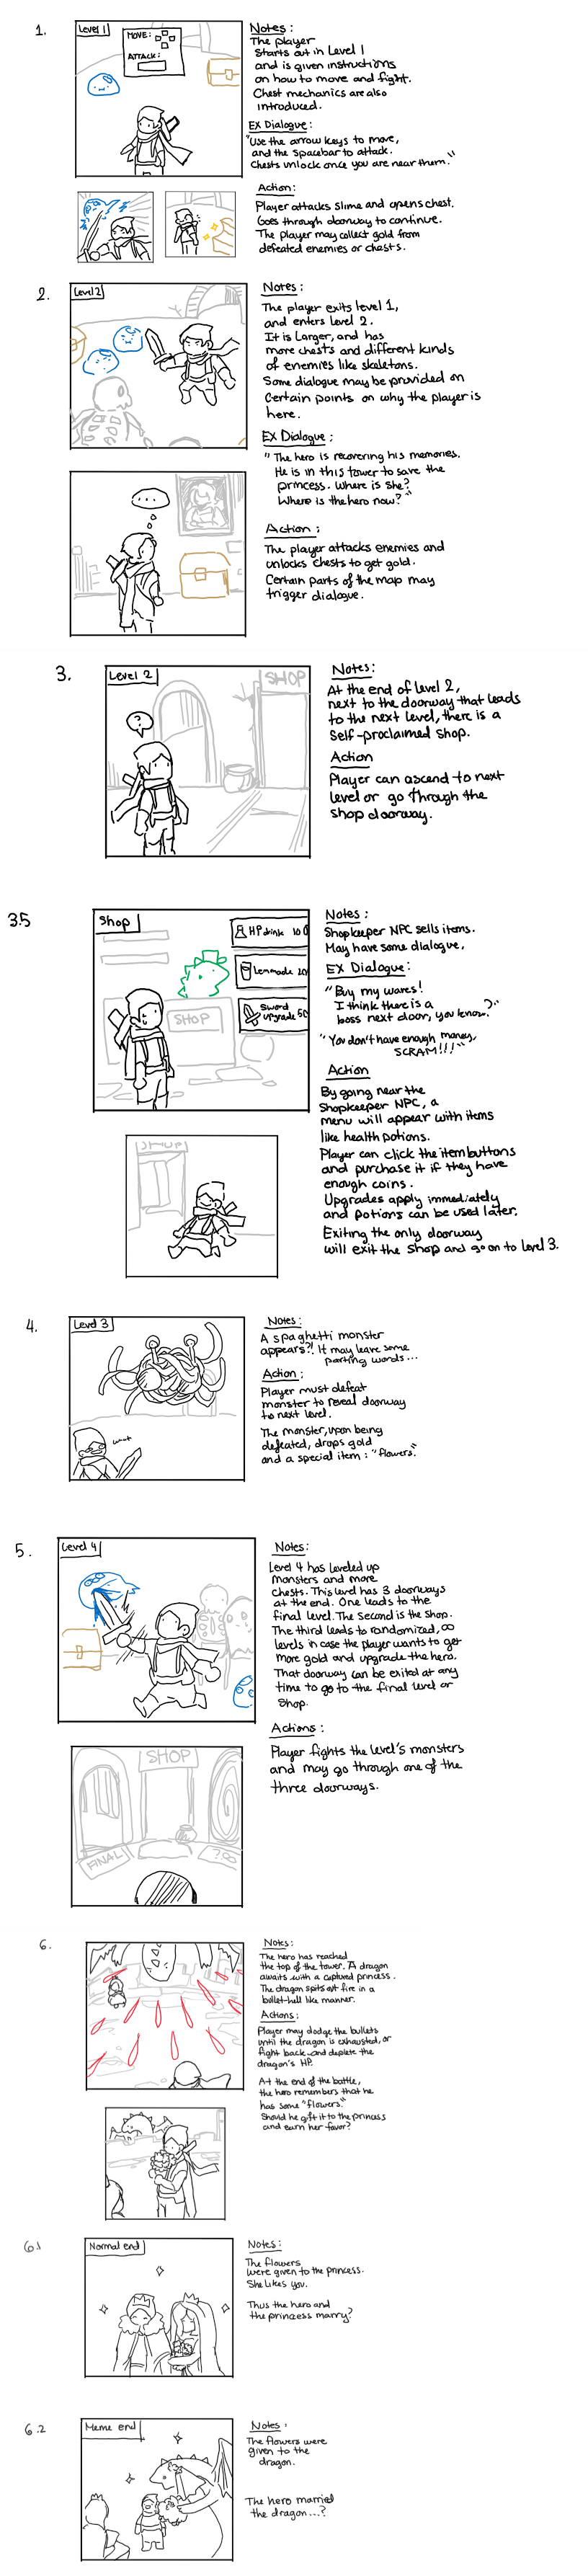 1.
Level 1
MOVE:
ATTACK:
Notes:
The player
Starts out in Level 1
and is given instructions
on how to move and fight.
Chest mechanics are also
introduced.
EX Dialogue:
"Use the arrow keys to move,
and the spacebar to attack.
Chests unlock once you are near them."
Action:
Player attacks slime and opens chest.
Goes through doorway to continue.
The player may collect gold from
defeated enemies or chests.
2.
Level 2
Notes:
The player exits level 1,
and enters Level 2.
It is Larger, and has
more chests and different kinds
of enemies like skeletons.
Some dialogue may be provided on
certain points on why the player is
here.
Ex Dialogue:
"The hero is recovering his memories.
He is in this tower to save the
princess. Where is she?
Where is the hero now?"
...
Action:
The player attacks enemies and
unlocks chests to get gold.
Certain parts of the map may
trigger dialogue.
3.
Level 2
SHOP
?
Notes:
At the end of Level 2,
next to the doorway that leads
to the next level, there is a
Self-proclaimed shop.
Action
Player can ascend to next
level or go through the
shop doorway.
3.5
Shop
HP drink 10
Lemonade 20
Sword
upgrade 50
SHOP
Notes:
Shopkeeper NPC sells items.
May have some dialogue.
EX Dialogue:
"Buy my wares!
I think there is a
boss next door, you know?"
"You don't have enough money,
SCRAM!!!"
Action
By going near the
Shopkeeper NPC, a
menu will appear with items
like health potions.
Player can click the item buttons
and purchase it if they have
enough coins.
Upgrades apply immediately
and potions can be used later.
Exiting the only doorway
will exit the shop and go on to level 3.
SHOP
4.
Level 3
what
Notes:
A spaghetti monster
appears?! It may leave some
parting words...
Action:
Player must defeat
monster to reveal doorway
to next level.
The monster, upon being
defeated, drops gold
and a special item: "flowers."
5.
Level 4
Notes:
Level 4 has leveled up
monsters and more
chests. This level has 3 doorways
at the end. One leads to the
final level. The second is the shop.
The third leads to randomized, ∞
levels in case the player wants to get
more gold and upgrade the hero.
That doorway can be exited at any
time to go to the final level or
shop.
Actions:
Player fights the level's monsters
and may go through one of the
three doorways.
SHOP
FINAL
?∞
6.
Notes:
The hero has reached
the top of the tower. A dragon
awaits with a captured princess.
The dragon spits out fire in a
bullet-hell like manner.
Actions:
Player may dodge the bullets
until the dragon is exhausted, or
fight back and deplete the
dragon's HP.
At the end of the battle,
the hero remembers that he
has some "flowers."
Should he gift it to the princess
and earn her favor?
6.1
Normal end
Notes:
The flowers
were given to the princess.
She likes you.
Thus the hero and
the princess marry?
6.2
Meme end
Notes:
The flowers were
given to the
dragon.
The hero married
the dragon...?